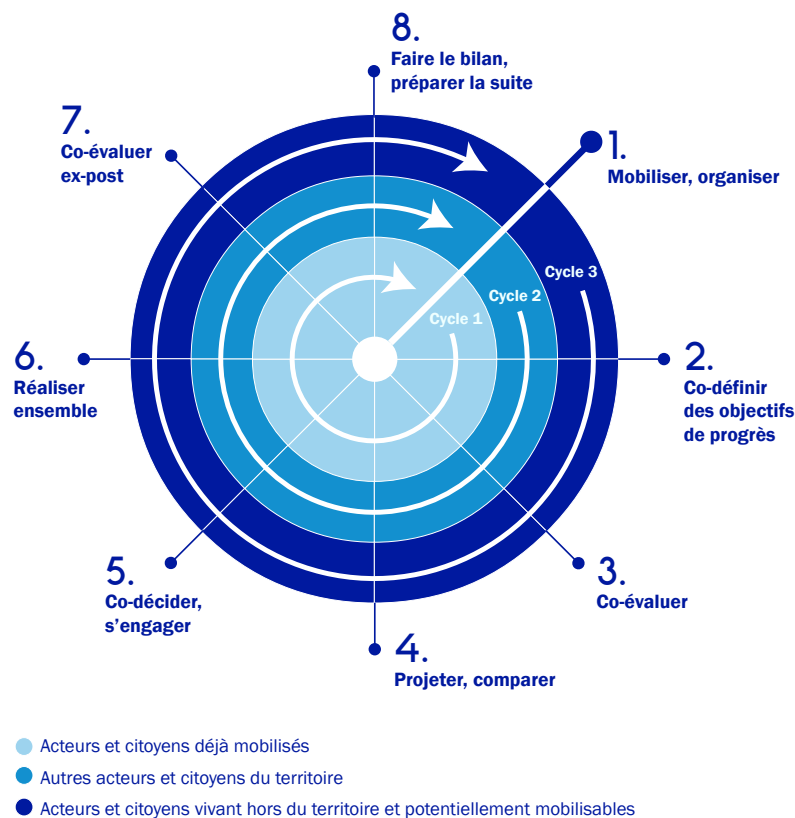 8.
Faire le bilan,
préparer la suite
7.
Co-évaluer
ex-post
1.
Mobiliser, organiser
Cycle 3
Cycle 2
Cycle 1
6.
Réaliser
ensemble
2.
Co-définir
des objectifs
de progrès
5.
Co-décider,
s’engager
3.
Co-évaluer
4.
Projeter, comparer
Acteurs et citoyens déjà mobilisés
Autres acteurs et citoyens du territoire
Acteurs et citoyens vivant hors du territoire et potentiellement mobilisables